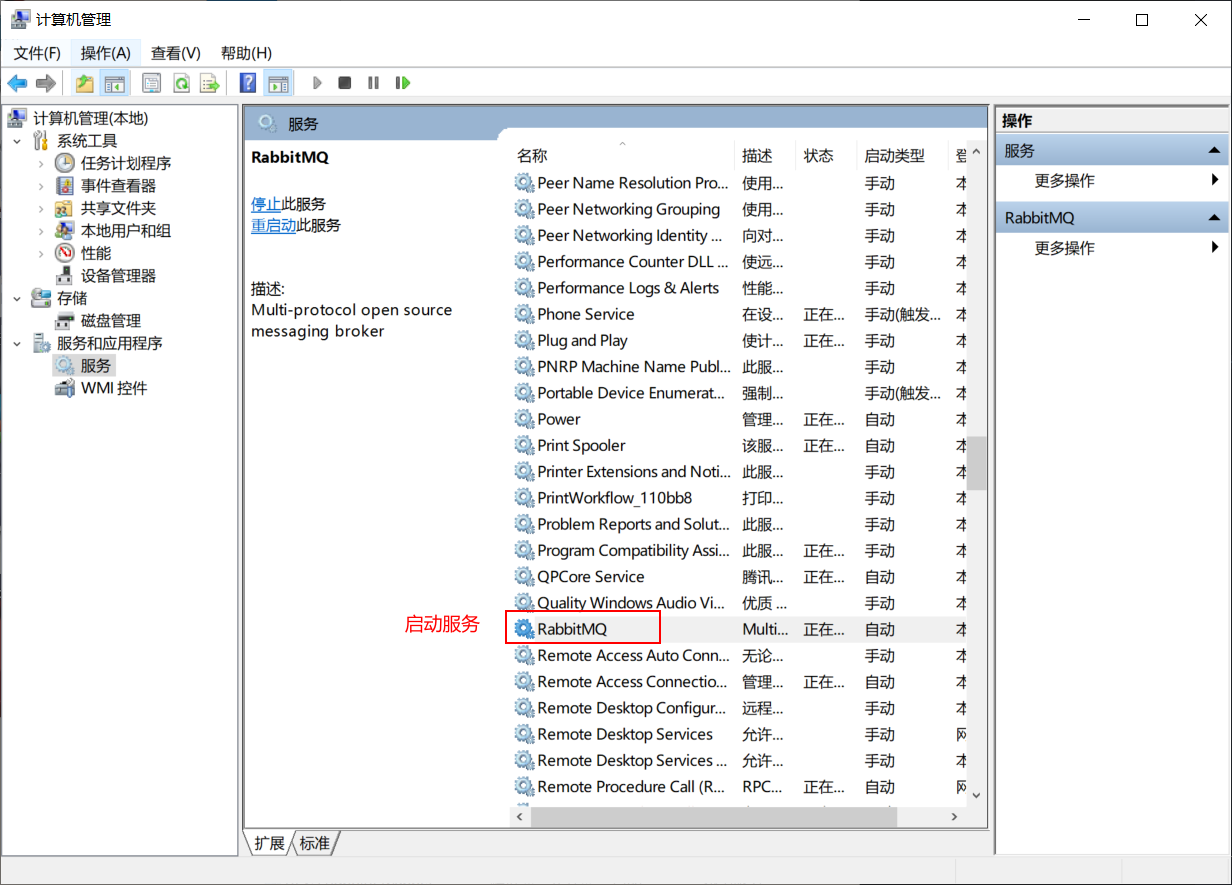 计算机管理
文件(F) 操作(A) 查看(V) 帮助(H)
计算机管理(本地)
系统工具
任务计划程序
事件查看器
共享文件夹
本地用户和组
性能
设备管理器
存储
磁盘管理
服务和应用程序
服务
WMI 控件
服务
RabbitMQ
停止此服务
重启动此服务
描述:
Multi-protocol open source
messaging broker
名称 描述 状态 启动类型 登
Peer Name Resolution Pro... 使用... 手动 本
Peer Networking Grouping 使用... 手动 本
Peer Networking Identity ... 向对... 手动 本
Performance Counter DLL ... 使远... 手动 本
Performance Logs & Alerts 性能... 手动 本
Phone Service 在设... 正在... 手动(触发... 本
Plug and Play 使计... 正在... 手动 本
PNRP Machine Name Publ... 此服... 手动 本
Portable Device Enumerat... 强制... 手动(触发... 本
Power 管理... 正在... 自动 本
Print Spooler 该服... 正在... 自动 本
Printer Extensions and Noti... 此服... 手动 本
PrintWorkflow_110bb8 打印... 手动 本
Problem Reports and Solut... 此服... 手动 本
Program Compatibility Assi... 此服... 正在... 手动 本
QPCore Service 腾讯... 正在... 自动 本
Quality Windows Audio Vi... 优质 ... 手动 本
启动服务
RabbitMQ Multi... 正在... 自动 本
Remote Access Auto Conn... 无论... 手动 本
Remote Access Connectio... 管理... 正在... 自动 本
Remote Desktop Configur... 远程... 手动 本
Remote Desktop Services 允许... 手动 网
Remote Desktop Services ... 允许... 手动 本
Remote Procedure Call (R... RPC... 正在... 自动 网
扩展 标准
操作
服务
更多操作
RabbitMQ
更多操作